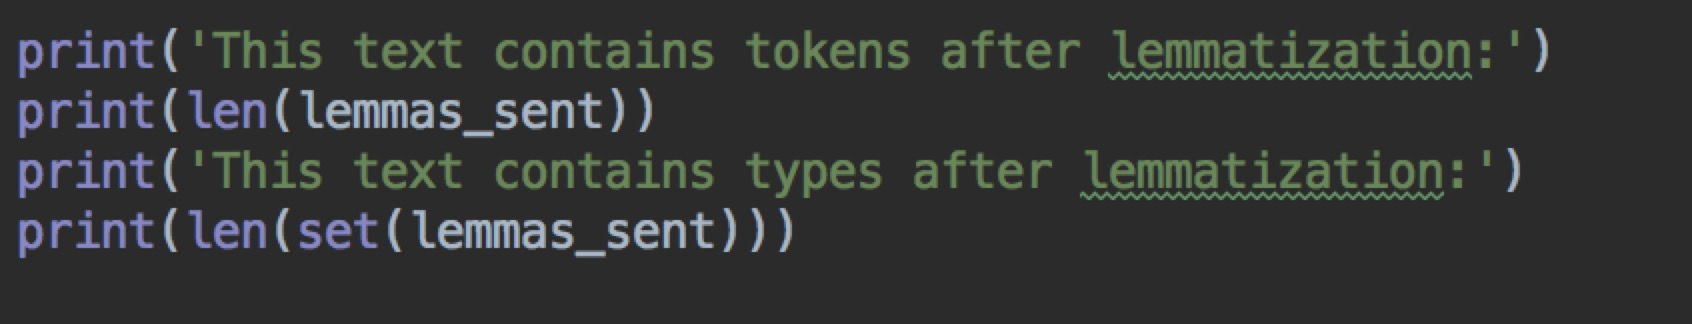 print('This text contains tokens after lemmatization:')
print(len(lemmas_sent))
print('This text contains types after lemmatization:')
print(len(set(lemmas_sent)))